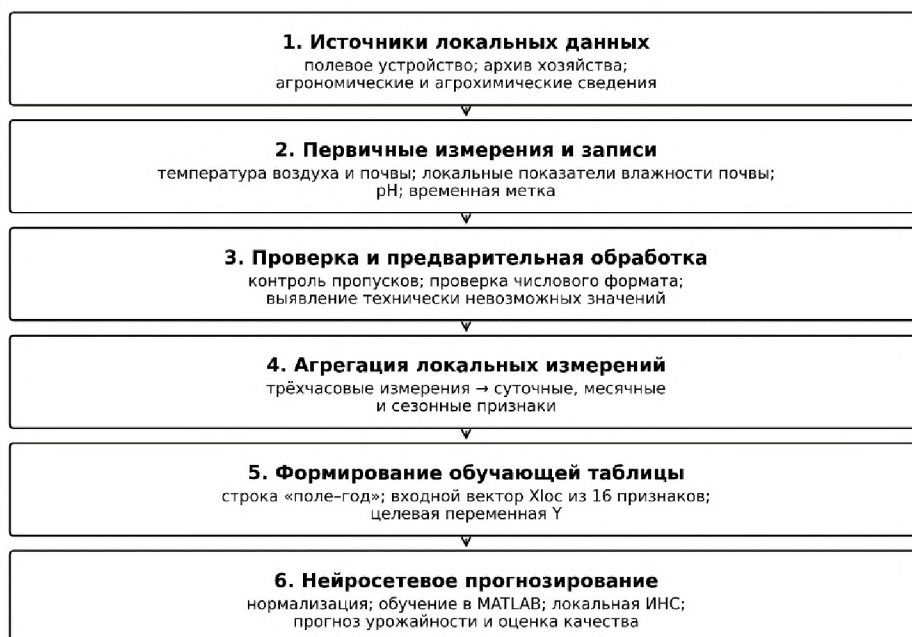 1. Источники локальных данных
полевое устройство; архив хозяйства;
агрономические и агрохимические сведения
2. Первичные измерения и записи
температура воздуха и почвы; локальные показатели влажности почвы;
pH; временная метка
3. Проверка и предварительная обработка
контроль пропусков; проверка числового формата;
выявление технически невозможных значений
4. Агрегация локальных измерений
трёхчасовые измерения → суточные, месячные
и сезонные признаки
5. Формирование обучающей таблицы
строка «поле–год»; входной вектор Xloc из 16 признаков;
целевая переменная Y
6. Нейросетевое прогнозирование
нормализация; обучение в MATLAB; локальная ИНС;
прогноз урожайности и оценка качества